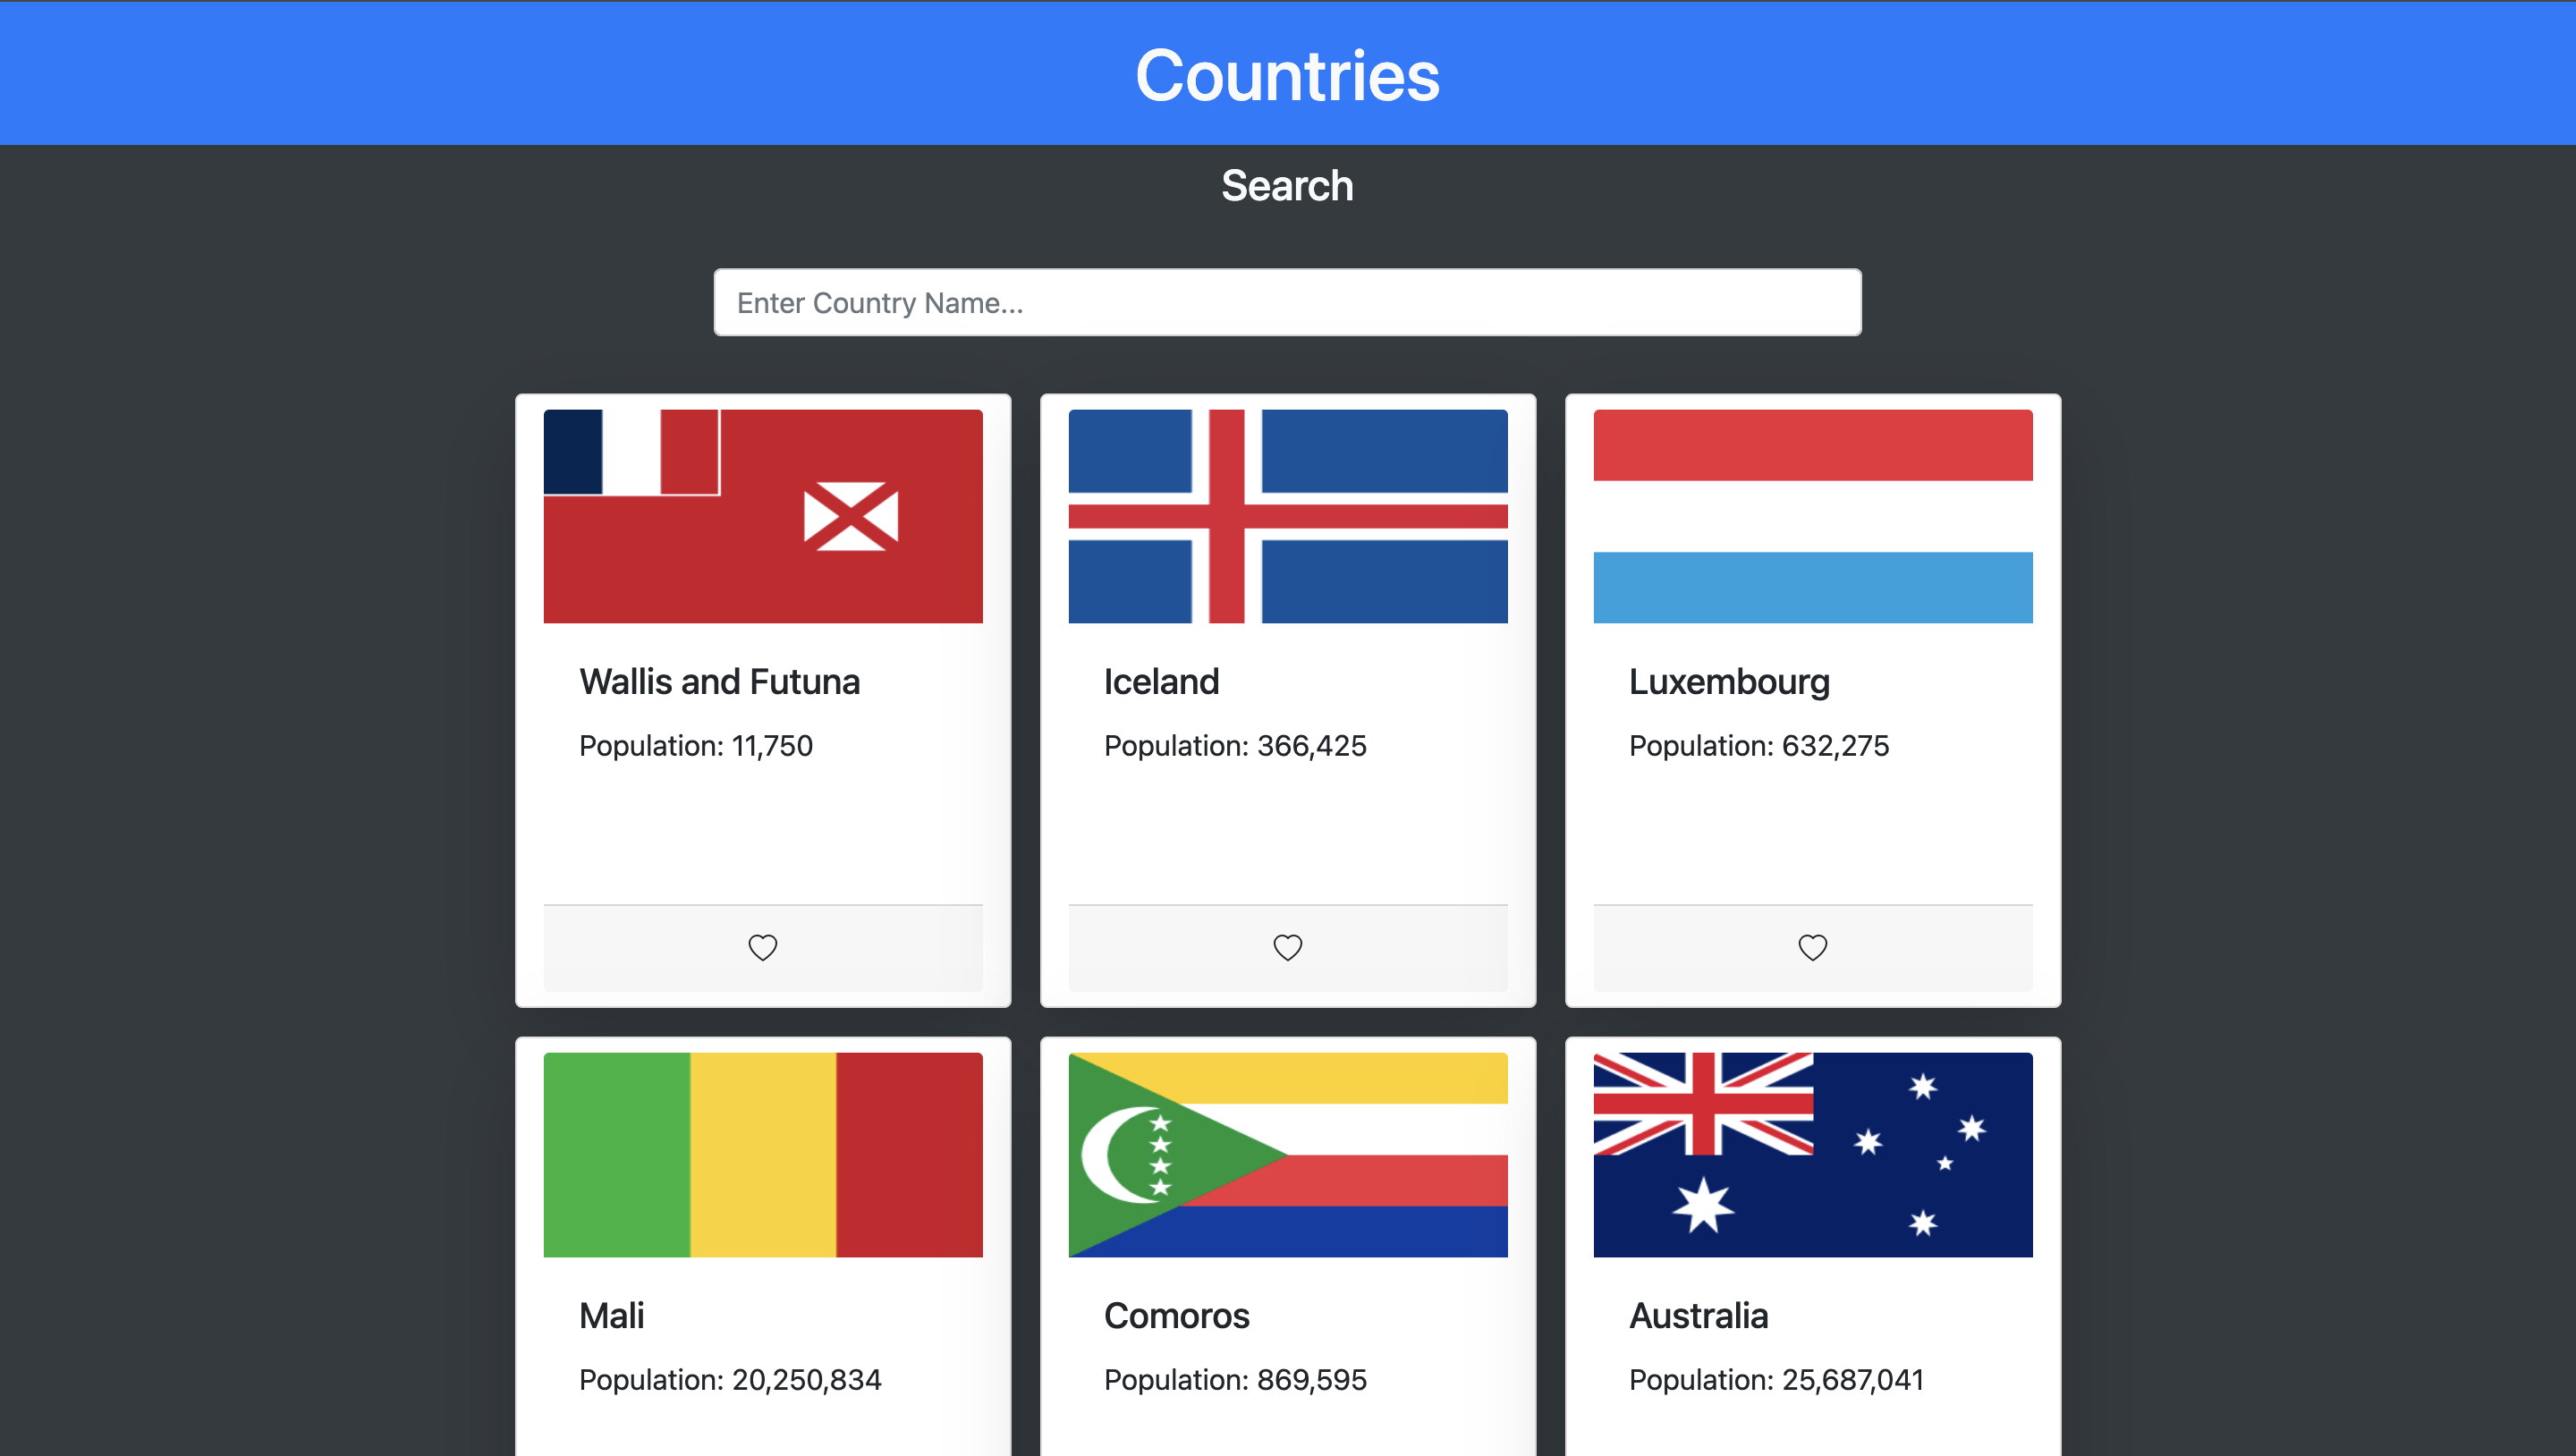 Countries
Search
Enter Country Name...
Wallis and Futuna
Population: 11,750
Iceland
Population: 366,425
Luxembourg
Population: 632,275
Mali
Population: 20,250,834
Comoros
Population: 869,595
Australia
Population: 25,687,041